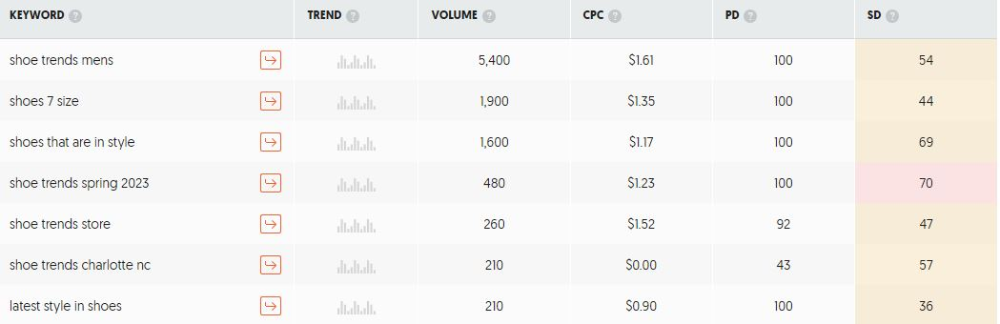 KEYWORD ? TREND ? VOLUME ? CPC ? PD ? SD ?
shoe trends mens 5,400 $1.61 100 54
shoes 7 size 1,900 $1.35 100 44
shoes that are in style 1,600 $1.17 100 69
shoe trends spring 2023 480 $1.23 100 70
shoe trends store 260 $1.52 92 47
shoe trends charlotte nc 210 $0.00 43 57
latest style in shoes 210 $0.90 100 36